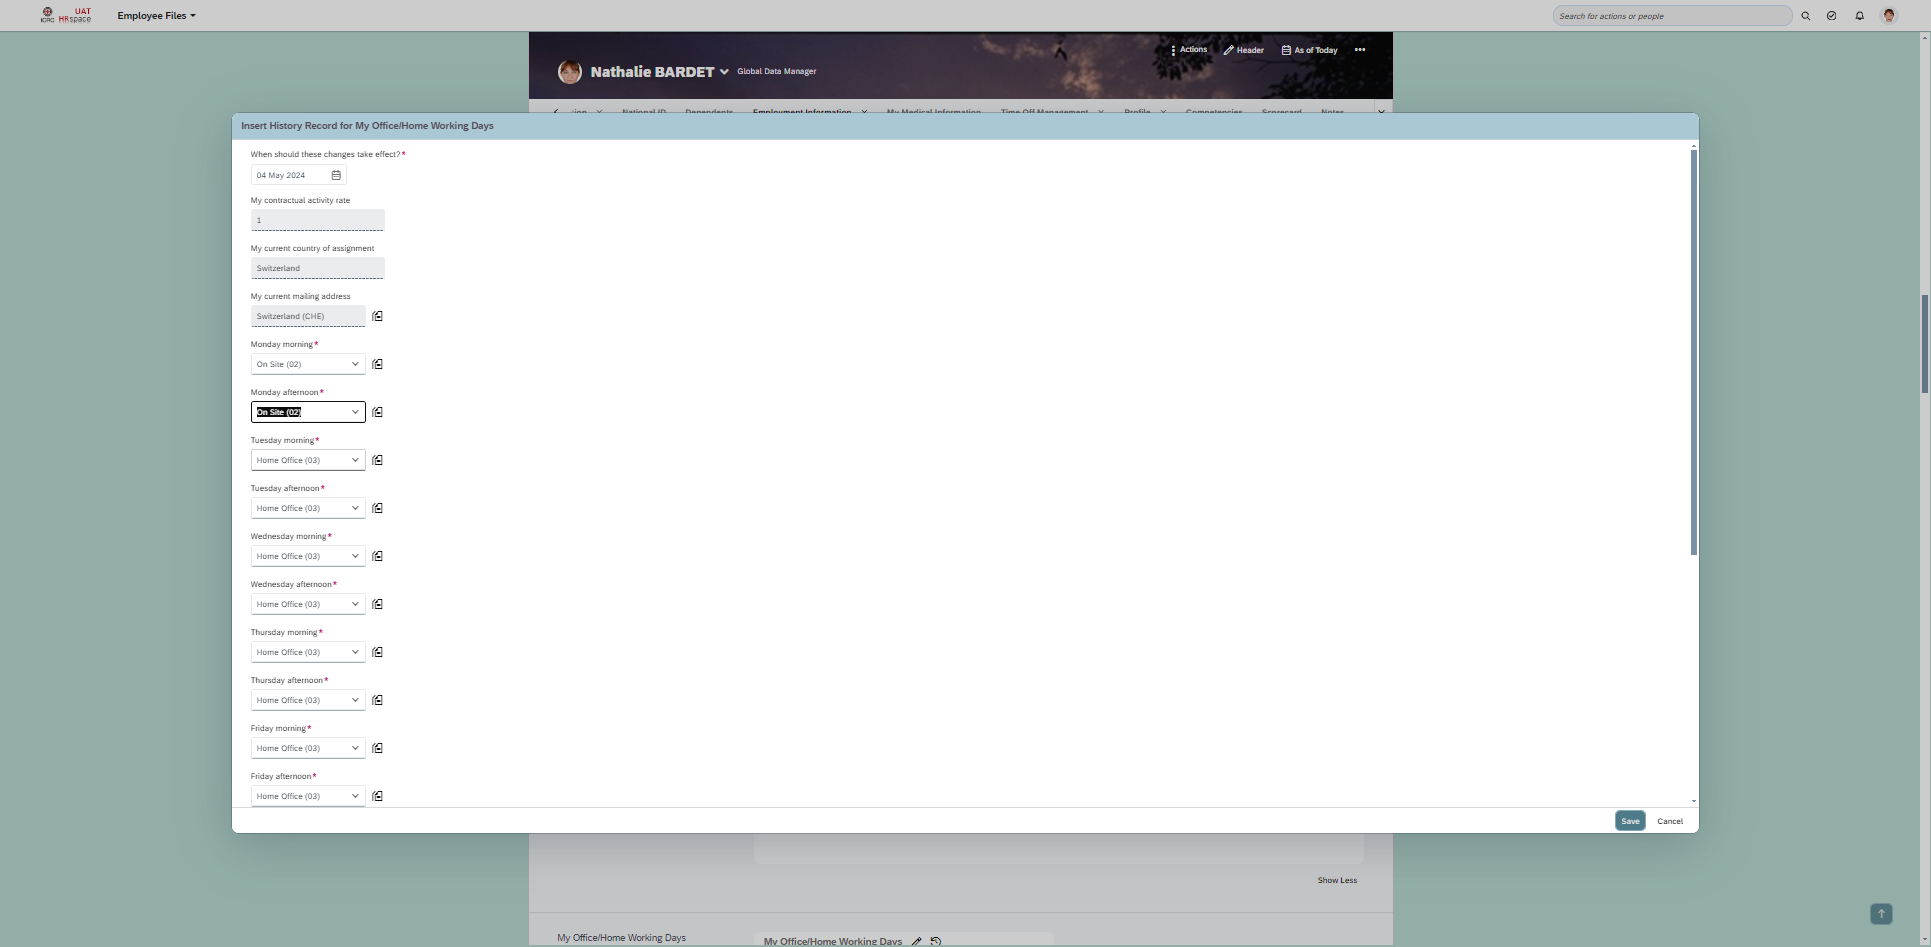 ICRC UAT HRspace Employee Files Search for actions or people
Actions Header As of Today
Nathalie BARDET Global Data Manager
National ID Dependents Employment Information My Medical Information Time Off Management Profile Competencies Scorecard Notes
Insert History Record for My Office/Home Working Days
When should these changes take effect?*
04 May 2024
My contractual activity rate
1
My current country of assignment
Switzerland
My current mailing address
Switzerland (CHE)
Monday morning*
On Site (02)
Monday afternoon*
On Site (02)
Tuesday morning*
Home Office (03)
Tuesday afternoon*
Home Office (03)
Wednesday morning*
Home Office (03)
Wednesday afternoon*
Home Office (03)
Thursday morning*
Home Office (03)
Thursday afternoon*
Home Office (03)
Friday morning*
Home Office (03)
Friday afternoon*
Home Office (03)
Save Cancel
Show Less
My Office/Home Working Days My Office/Home Working Days